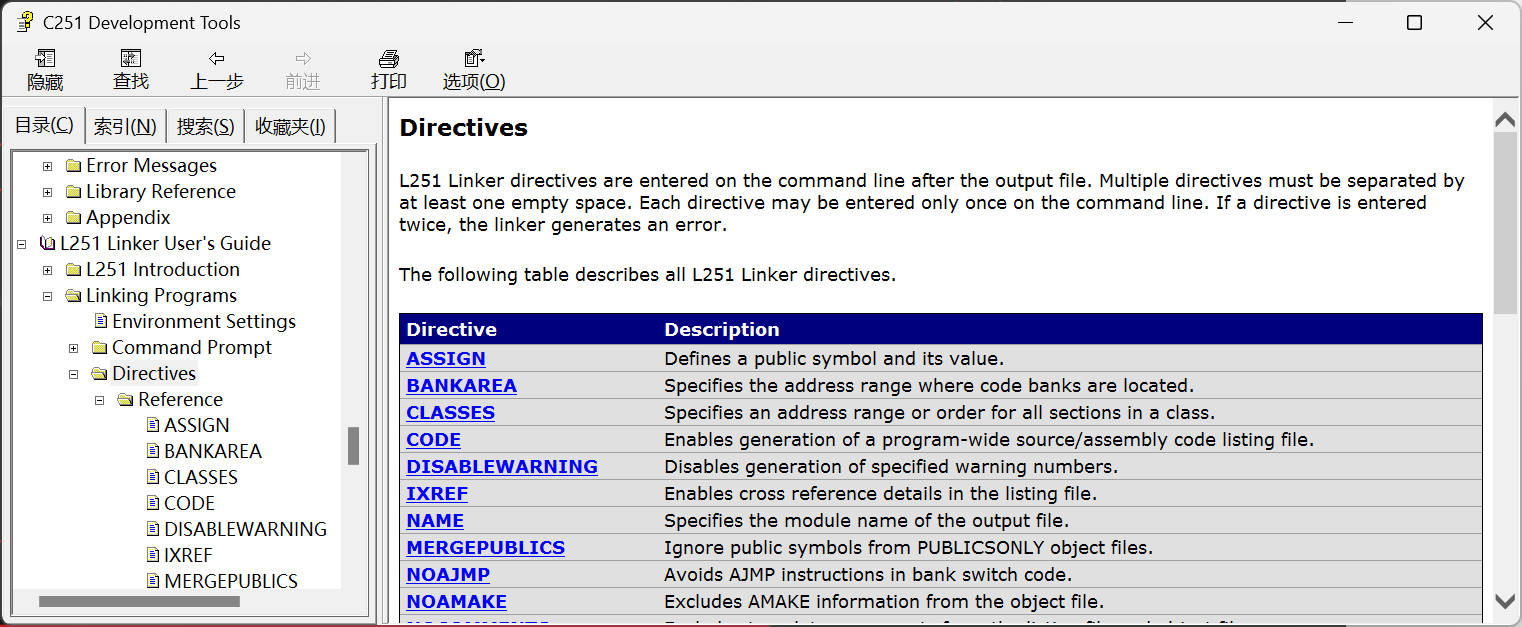 C251 Development Tools
隐藏 查找 上一步 前进 打印 选项(O)
目录(C) 索引(N) 搜索(S) 收藏夹(I)
Error Messages
Library Reference
Appendix
L251 Linker User's Guide
L251 Introduction
Linking Programs
Environment Settings
Command Prompt
Directives
Reference
ASSIGN
BANKAREA
CLASSES
CODE
DISABLEWARNING
IXREF
MERGEPUBLICS
Directives
L251 Linker directives are entered on the command line after the output file. Multiple directives must be separated by
at least one empty space. Each directive may be entered only once on the command line. If a directive is entered
twice, the linker generates an error.
The following table describes all L251 Linker directives.
Directive Description
ASSIGN Defines a public symbol and its value.
BANKAREA Specifies the address range where code banks are located.
CLASSES Specifies an address range or order for all sections in a class.
CODE Enables generation of a program-wide source/assembly code listing file.
DISABLEWARNING Disables generation of specified warning numbers.
IXREF Enables cross reference details in the listing file.
NAME Specifies the module name of the output file.
MERGEPUBLICS Ignore public symbols from PUBLICSONLY object files.
NOAJMP Avoids AJMP instructions in bank switch code.
NOAMAKE Excludes AMAKE information from the object file.